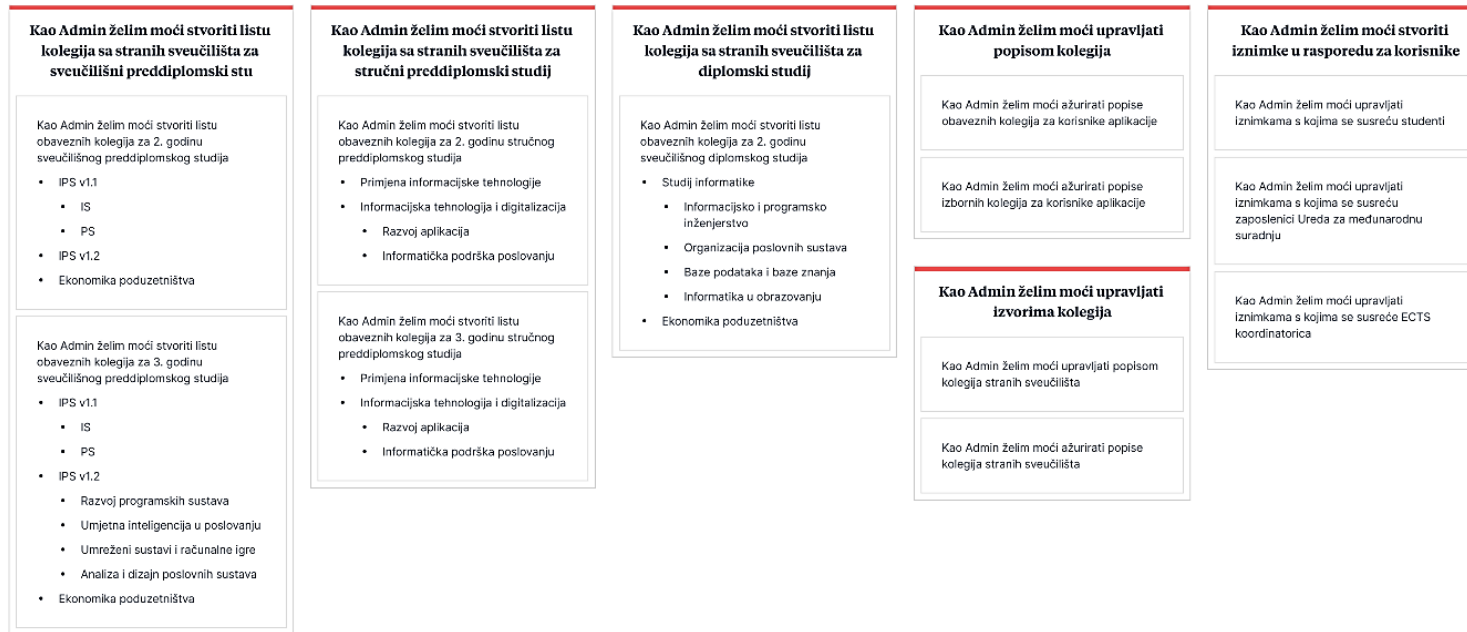 Kao Admin želim moći stvoriti listu
kolegija sa stranih sveučilišta za
sveučilišni preddiplomski stu
Kao Admin želim moći stvoriti listu
obaveznih kolegija za 2. godinu
sveučilišnog preddiplomskog studija
• IPS v1.1
▪ IS
▪ PS
• IPS v1.2
• Ekonomika poduzetništva
Kao Admin želim moći stvoriti listu
obaveznih kolegija za 3. godinu
sveučilišnog preddiplomskog studija
• IPS v1.1
▪ IS
▪ PS
• IPS v1.2
▪ Razvoj programskih sustava
▪ Umjetna inteligencija u poslovanju
▪ Umreženi sustavi i računalne igre
▪ Analiza i dizajn poslovnih sustava
• Ekonomika poduzetništva
Kao Admin želim moći stvoriti listu
kolegija sa stranih sveučilišta za
stručni preddiplomski studij
Kao Admin želim moći stvoriti listu
obaveznih kolegija za 2. godinu stručnog
preddiplomskog studija
• Primjena informacijske tehnologije
• Informacijska tehnologija i digitalizacija
▪ Razvoj aplikacija
▪ Informatička podrška poslovanju
Kao Admin želim moći stvoriti listu
obaveznih kolegija za 3. godinu stručnog
preddiplomskog studija
• Primjena informacijske tehnologije
• Informacijska tehnologija i digitalizacija
▪ Razvoj aplikacija
▪ Informatička podrška poslovanju
Kao Admin želim moći stvoriti listu
kolegija sa stranih sveučilišta za
diplomski studij
Kao Admin želim moći stvoriti listu
obaveznih kolegija za 2. godinu
sveučilišnog diplomskog studija
• Studij informatike
▪ Informacijsko i programsko
inženjerstvo
▪ Organizacija poslovnih sustava
▪ Baze podataka i baze znanja
▪ Informatika u obrazovanju
• Ekonomika poduzetništva
Kao Admin želim moći upravljati
popisom kolegija
Kao Admin želim moći ažurirati popise
obaveznih kolegija za korisnike aplikacije
Kao Admin želim moći ažurirati popise
izbornih kolegija za korisnike aplikacije
Kao Admin želim moći upravljati
izvorima kolegija
Kao Admin želim moći upravljati popisom
kolegija stranih sveučilišta
Kao Admin želim moći ažurirati popise
kolegija stranih sveučilišta
Kao Admin želim moći stvoriti
iznimke u rasporedu za korisnike
Kao Admin želim moći upravljati
iznimkama s kojima se susreću studenti
Kao Admin želim moći upravljati
iznimkama s kojima se susreću
zaposlenici Ureda za međunarodnu
suradnju
Kao Admin želim moći upravljati
iznimkama s kojima se susreće ECTS
koordinatorica